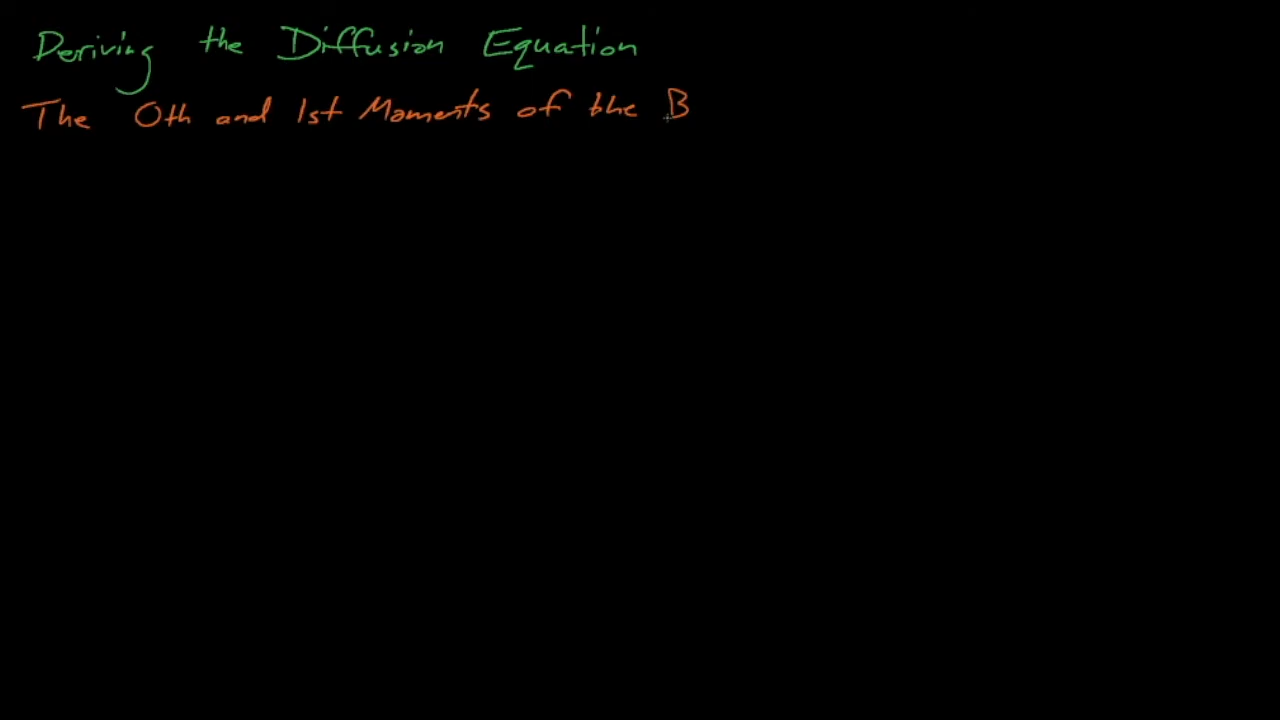 Deriving the Diffusion Equation
The 0th and 1st Moments of the B